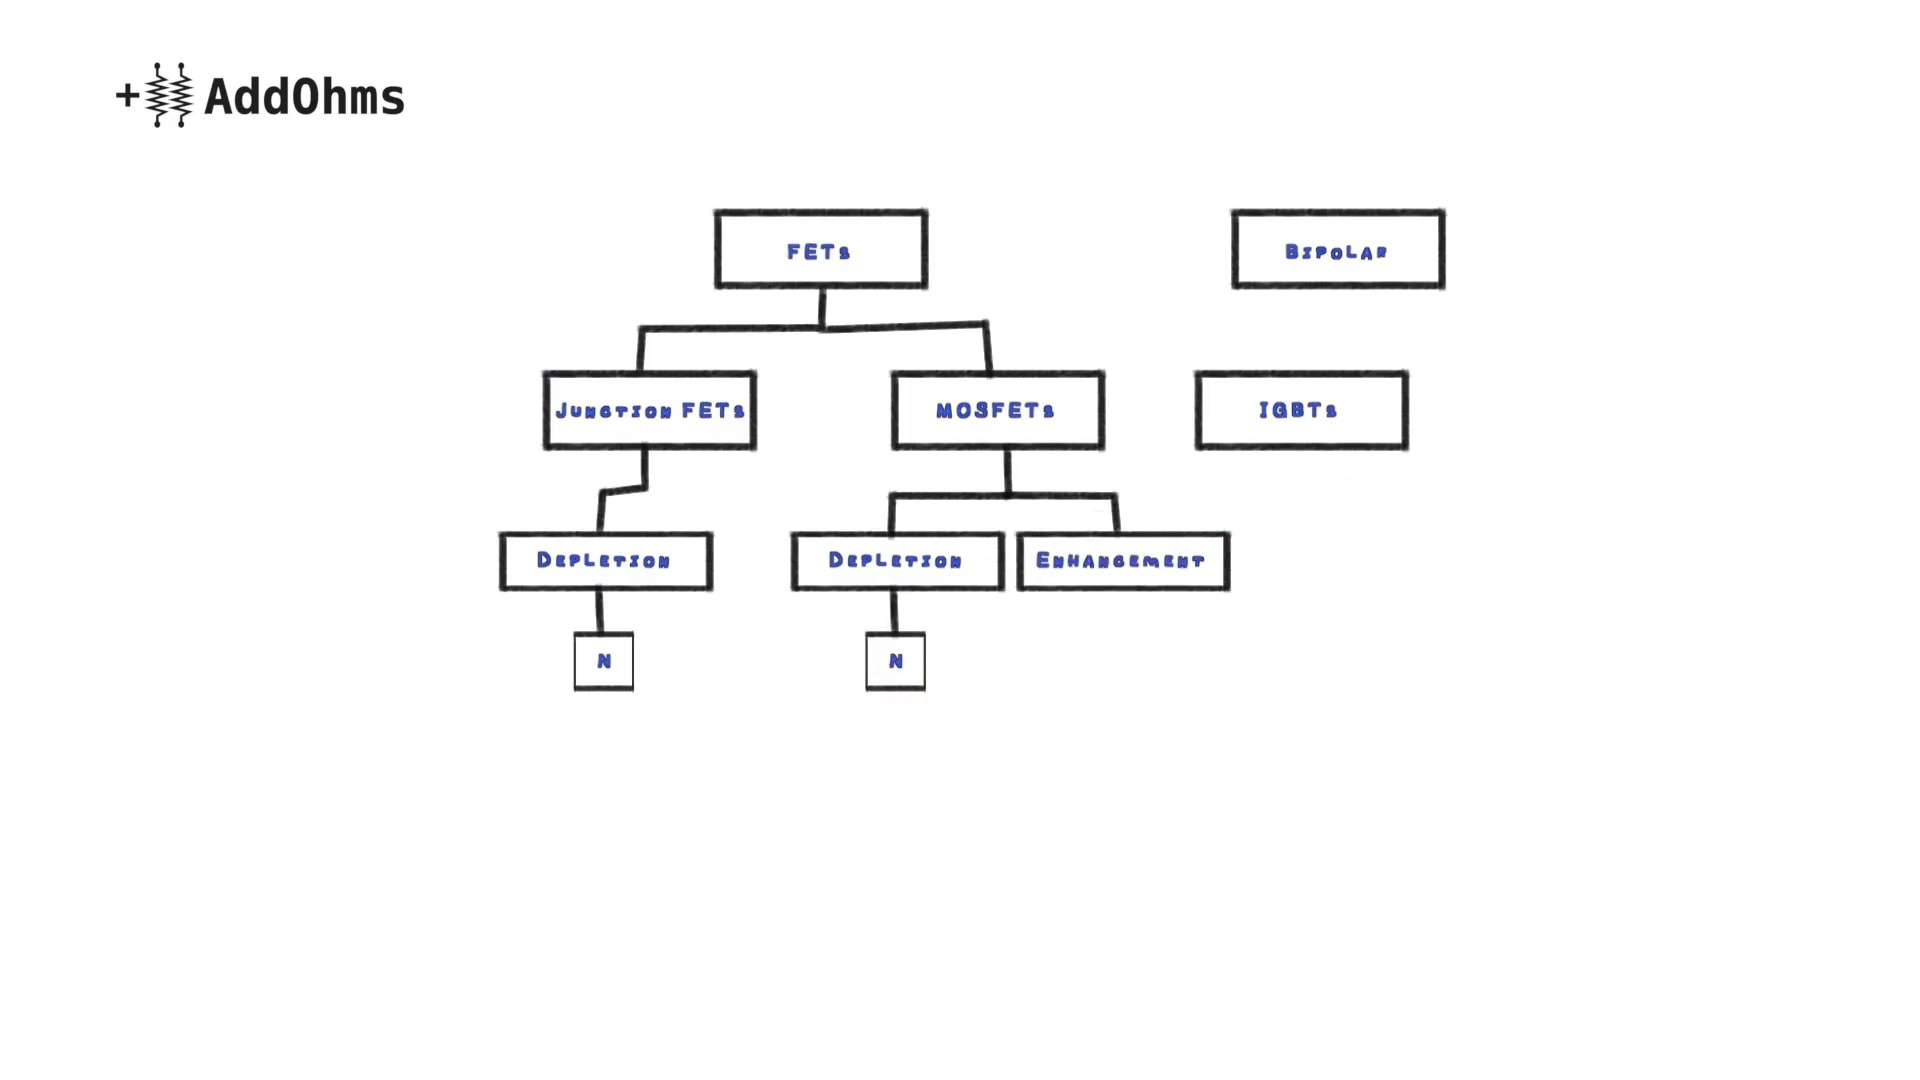 + AddOhms
FETs
Bipolar
Junction FETs
MOSFETs
IGBTs
Depletion
Depletion
Enhancement
N
N